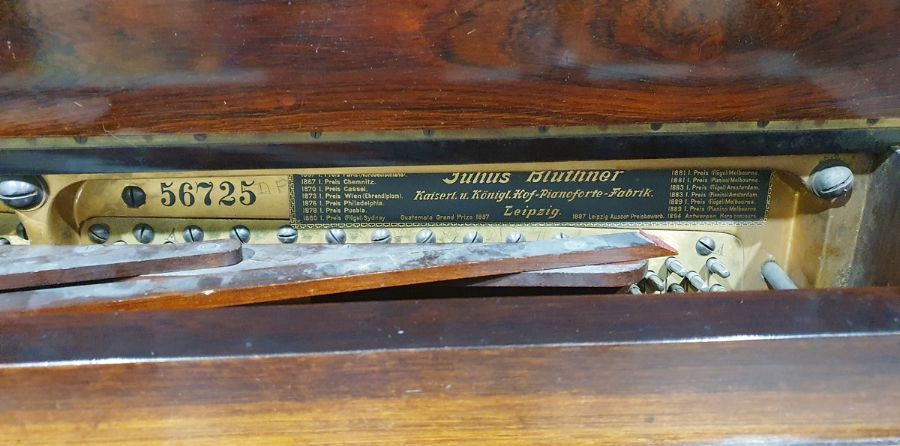 56725
1867 I. Preis Chemnitz.
1870 I. Preis Cassel.
1873 I. Preis Wien (Ehrendiplom).
1876 I. Preis Philadelphia.
1878 I. Preis Puebla.
1880 I. Preis (Flügel) Sydney
Julius Blüthner
Kaiserl. u. Königl. Hof-Pianoforte-Fabrik.
Leipzig.
Guatemala Grand Prize 1897
1897 Leipzig Ausser Preisbewerb.
1881 I. Preis (Flügel) Melbourne.
1881 I. Preis (Pianino) Melbourne.
1883 I. Preis (Flügel) Amsterdam.
1883 I. Preis (Pianino) Amsterdam.
1889 I. Preis (Flügel) Melbourne.
1889 I. Preis (Pianino) Melbourne.
1894 Antwerpen, Hors concours